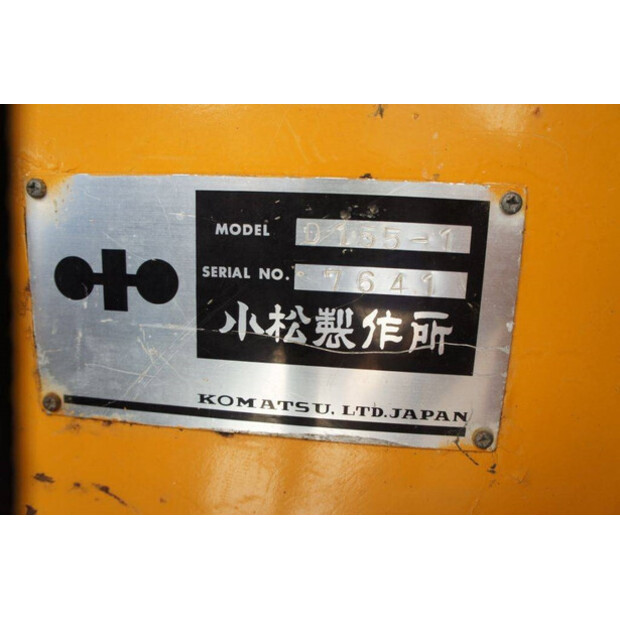 MODEL D155-1
SERIAL NO. 7641
小松製作所
KOMATSU, LTD. JAPAN